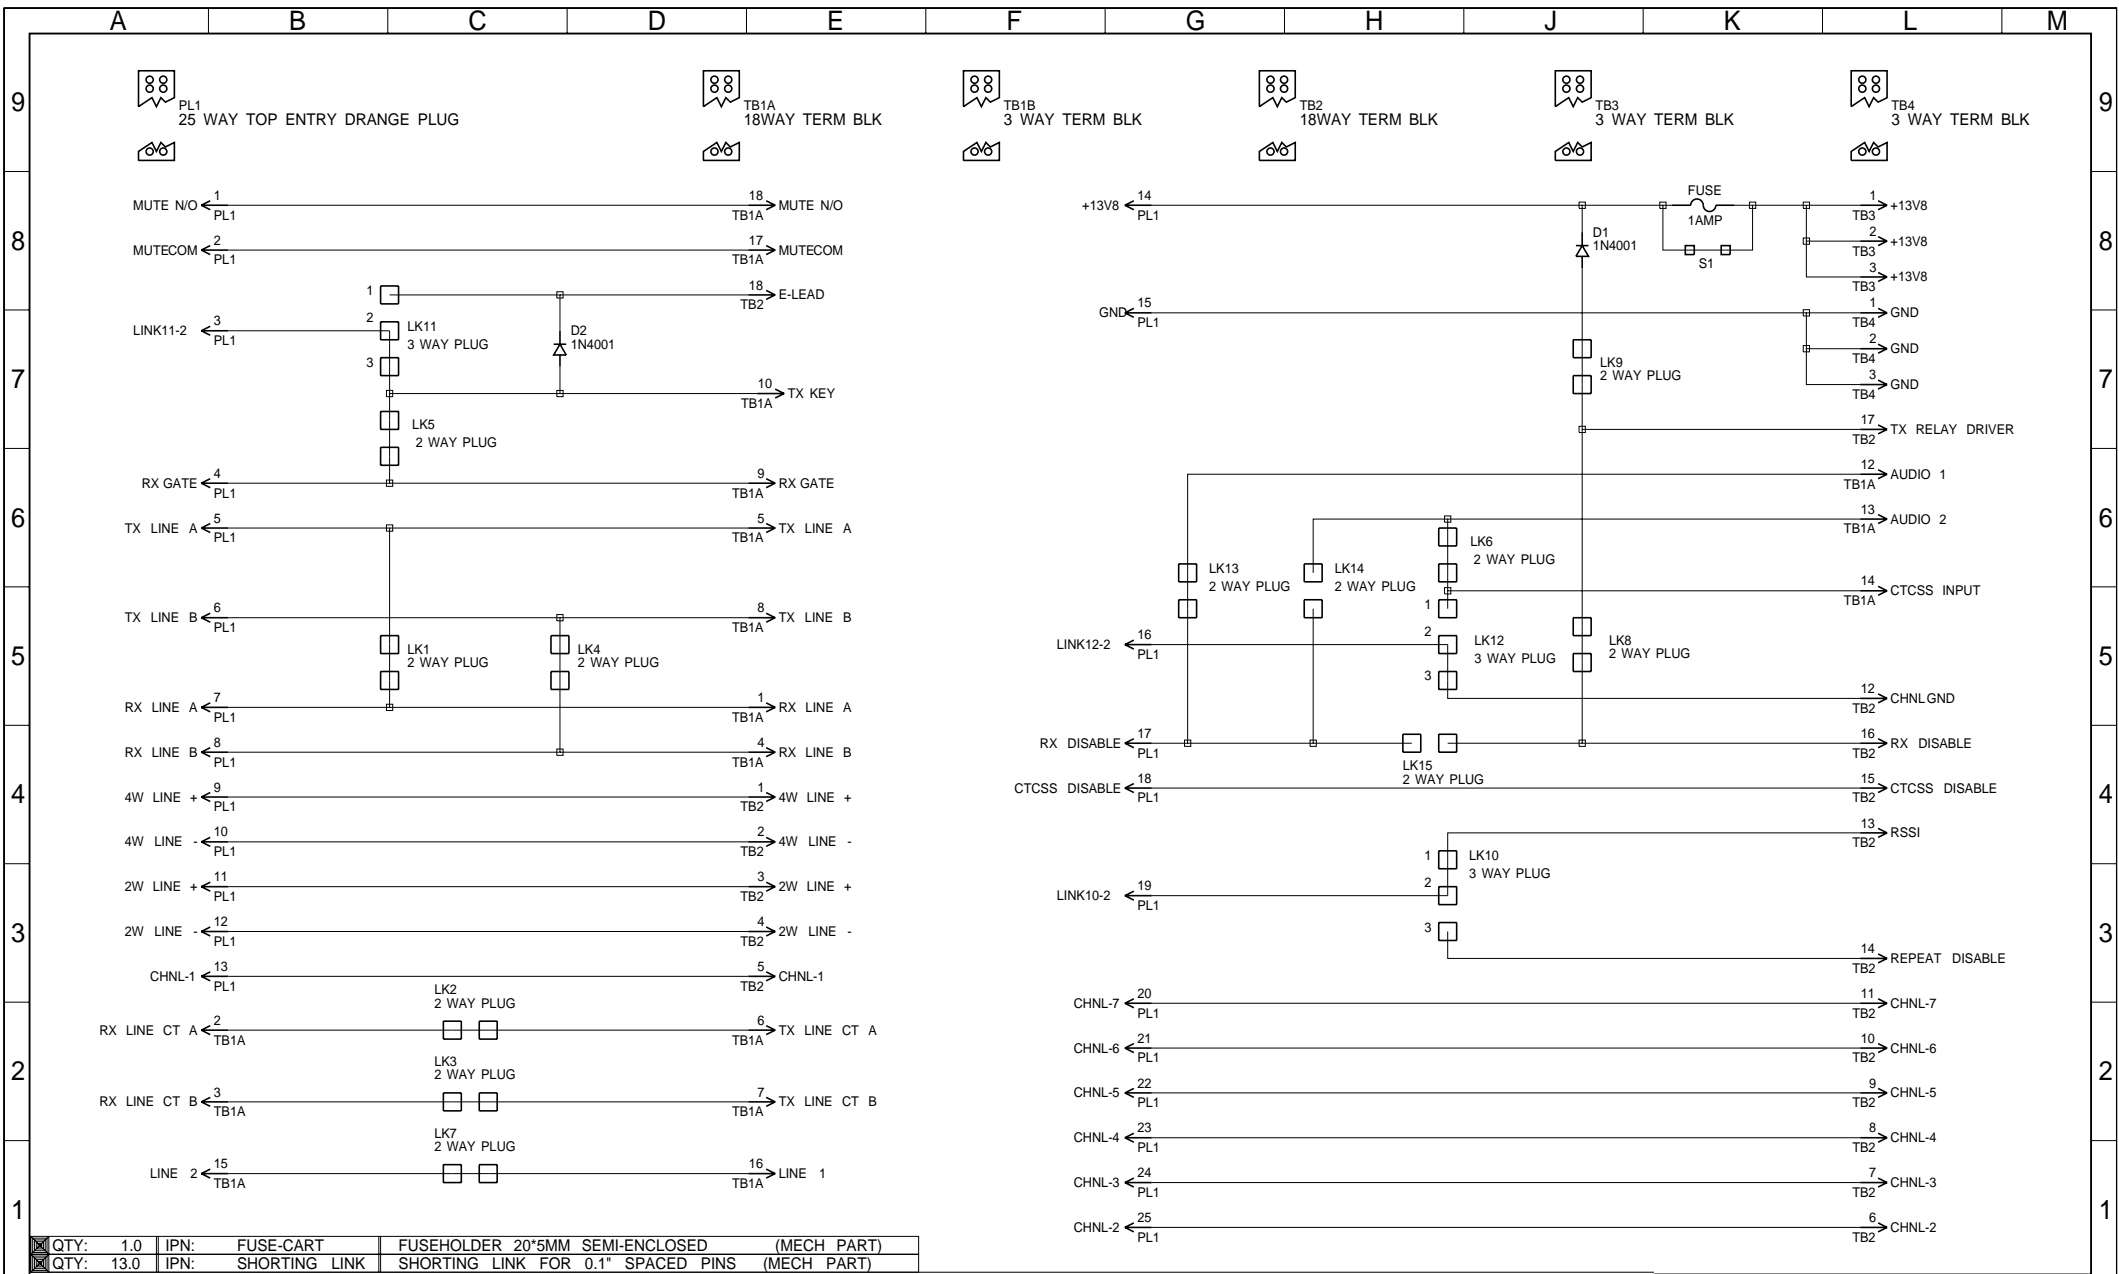 A B C D E F G H J K L M
9 9
PL1
25 WAY TOP ENTRY DRANGE PLUG
TB1A
18WAY TERM BLK
TB1B
3 WAY TERM BLK
TB2
18WAY TERM BLK
TB3
3 WAY TERM BLK
TB4
3 WAY TERM BLK
8 8
MUTE N/O 1 PL1 18 TB1A MUTE N/O
MUTECOM 2 PL1 17 TB1A MUTECOM
1 18 TB2 E-LEAD
LINK11-2 3 PL1 2
LK11
3 WAY PLUG
3
D2
1N4001
7 7
10 TB1A TX KEY
LK5
2 WAY PLUG
RX GATE 4 PL1 9 TB1A RX GATE
6 6
TX LINE A 5 PL1 5 TB1A TX LINE A
TX LINE B 6 PL1 8 TB1A TX LINE B
LK1
2 WAY PLUG
LK4
2 WAY PLUG
5 5
RX LINE A 7 PL1 1 TB1A RX LINE A
RX LINE B 8 PL1 4 TB1A RX LINE B
4W LINE + 9 PL1 1 TB2 4W LINE +
4 4
4W LINE - 10 PL1 2 TB2 4W LINE -
2W LINE + 11 PL1 3 TB2 2W LINE +
2W LINE - 12 PL1 4 TB2 2W LINE -
3 3
CHNL-1 13 PL1 5 TB2 CHNL-1
LK2
2 WAY PLUG
RX LINE CT A 2 TB1A 6 TB1A TX LINE CT A
LK3
2 WAY PLUG
2 2
RX LINE CT B 3 TB1A 7 TB1A TX LINE CT B
LK7
2 WAY PLUG
LINE 2 15 TB1A 16 TB1A LINE 1
1 1
+13V8 14 PL1
FUSE
1AMP
S1
1 TB3 +13V8
2 TB3 +13V8
3 TB3 +13V8
D1
1N4001
GND 15 PL1 1 TB4 GND
2 TB4 GND
3 TB4 GND
LK9
2 WAY PLUG
17 TB2 TX RELAY DRIVER
12 TB1A AUDIO 1
13 TB1A AUDIO 2
LK6
2 WAY PLUG
LK13
2 WAY PLUG
LK14
2 WAY PLUG
14 TB1A CTCSS INPUT
1
LINK12-2 16 PL1 2
LK12
3 WAY PLUG
3
LK8
2 WAY PLUG
12 TB2 CHNLGND
RX DISABLE 17 PL1 16 TB2 RX DISABLE
LK15
2 WAY PLUG
CTCSS DISABLE 18 PL1 15 TB2 CTCSS DISABLE
13 TB2 RSSI
1 LK10
3 WAY PLUG
LINK10-2 19 PL1 2
3
14 TB2 REPEAT DISABLE
CHNL-7 20 PL1 11 TB2 CHNL-7
CHNL-6 21 PL1 10 TB2 CHNL-6
CHNL-5 22 PL1 9 TB2 CHNL-5
CHNL-4 23 PL1 8 TB2 CHNL-4
CHNL-3 24 PL1 7 TB2 CHNL-3
CHNL-2 25 PL1 6 TB2 CHNL-2
QTY: 1.0 IPN: FUSE-CART FUSEHOLDER 20*5MM SEMI-ENCLOSED (MECH PART)
QTY: 13.0 IPN: SHORTING LINK SHORTING LINK FOR 0.1" SPACED PINS (MECH PART)